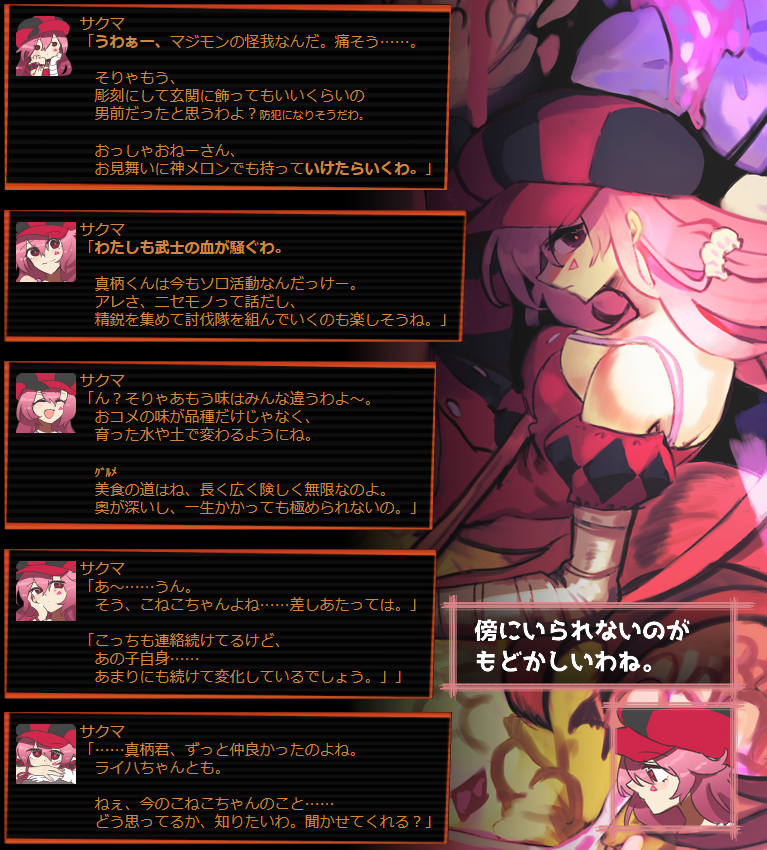 サクマ
「うわぁー、マジモンの怪我なんだ。痛そう……。
そりゃもう、
彫刻にして玄関に飾ってもいいくらいの
男前だったと思うわよ？防犯になりそうだわ。
おっしゃおねーさん、
お見舞いに神メロンでも持っていけたらいくわ。」
サクマ
「わたしも武士の血が騒ぐわ。
真柄くんは今もソロ活動なんだっけー。
アレさ、ニセモノって話だし、
精鋭を集めて討伐隊を組んでいくのも楽しそうね。」
サクマ
「ん？そりゃあもう味はみんな違うわよ～。
おコメの味が品種だけじゃなく、
育った水や土で変わるようにね。
ｸﾞﾙﾒ
美食の道はね、長く広く険しく無限なのよ。
奥が深いし、一生かかっても極められないの。」
サクマ
「あ～……うん。
そう、こねこちゃんよね……差しあたっては。」
「こっちも連絡続けてるけど、
あの子自身……
あまりにも続けて変化しているでしょう。」」
サクマ
「……真柄君、ずっと仲良かったのよね。
ライハちゃんとも。
ねぇ、今のこねこちゃんのこと……
どう思ってるか、知りたいわ。聞かせてくれる？」
傍にいられないのが
もどかしいわね。